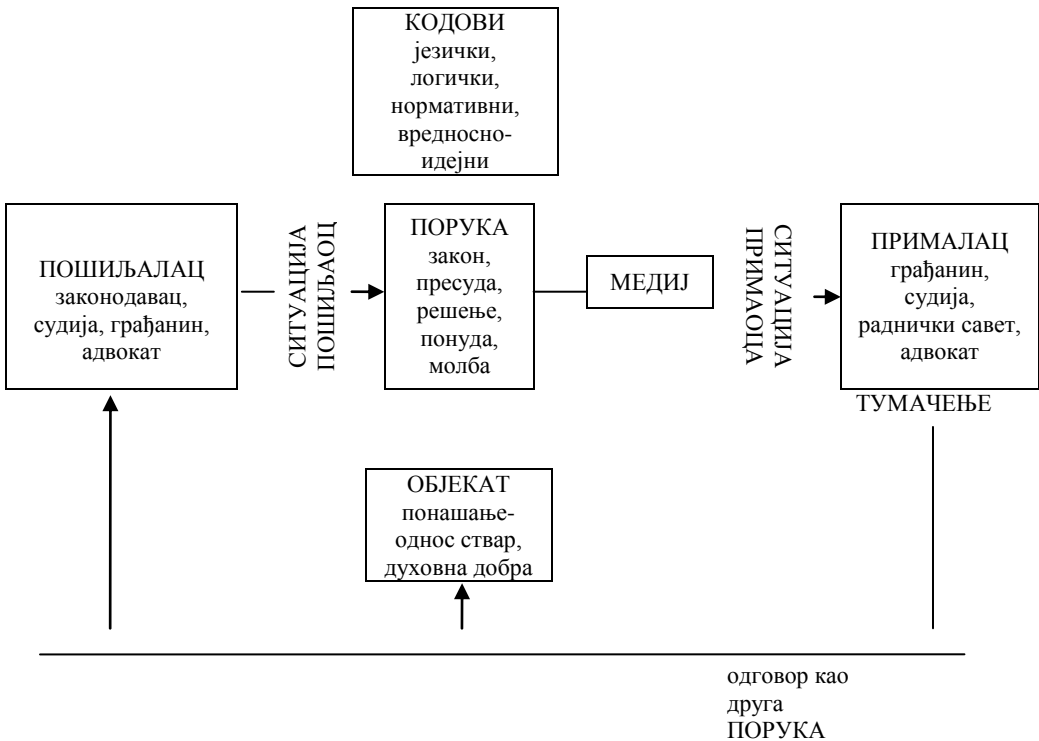 КОДОВИ
језички,
логички,
нормативни,
вредносно-
идејни
ПОШИЉАЛАЦ
законодавац,
судија, грађанин,
адвокат
СИТУАЦИЈА
ПОШИЉАОЦ
ПОРУКА
закон,
пресуда,
решење,
понуда,
молба
МЕДИЈ
СИТУАЦИЈА
ПРИМАОЦА
ПРИМАЛАЦ
грађанин,
судија,
раднички савет,
адвокат
ТУМАЧЕЊЕ
ОБЈЕКАТ
понашање-
однос ствар,
духовна добра
одговор као
друга
ПОРУКА